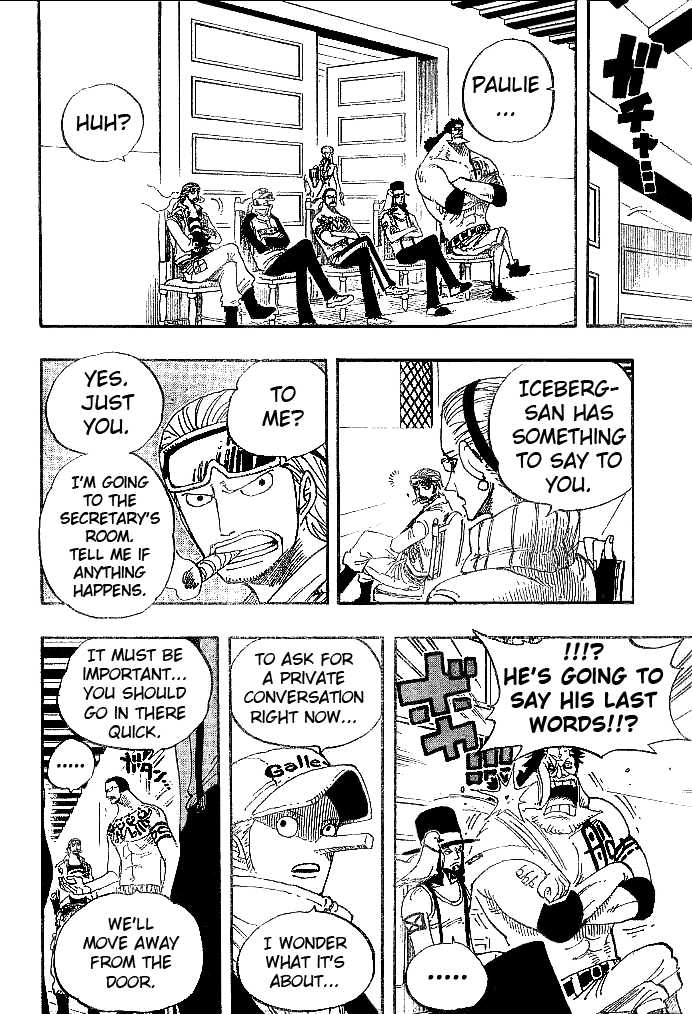 ガチャ…
PAULIE
...
HUH?
ICEBERG-
SAN HAS
SOMETHING
TO SAY TO
YOU.
TO
ME?
YES.
JUST
YOU.
I'M GOING
TO THE
SECRETARY'S
ROOM.
TELL ME IF
ANYTHING
HAPPENS.
!!!?
HE'S GOING TO
SAY HIS LAST
WORDS!!?
.....
TO ASK FOR
A PRIVATE
CONVERSATION
RIGHT NOW...
Galle
I WONDER
WHAT IT'S
ABOUT...
IT MUST BE
IMPORTANT...
YOU SHOULD
GO IN THERE
QUICK.
.....
WE'LL
MOVE AWAY
FROM THE
DOOR.